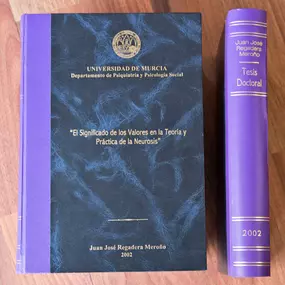 UNIVERSIDAD DE MURCIA
Departamento de Psiquiatría y Psicología Social
"El Significado de los Valores en la Teoría y
Práctica de la Neurosis"
Juan José Regadera Meroño
2002
Juan José
Regadera
Meroño
Tesis
Doctoral
2002